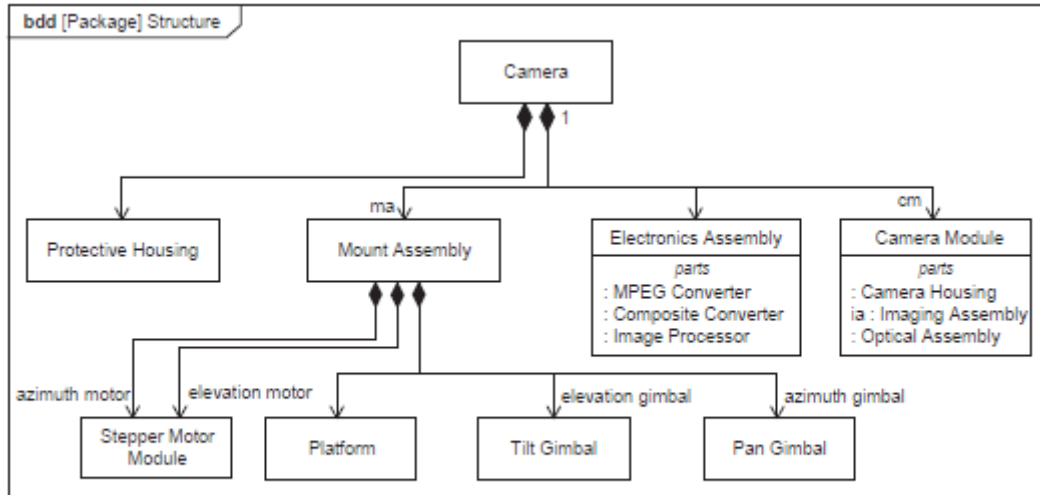 bdd [Package] Structure
Camera
1
ma
cm
Protective Housing
Mount Assembly
Electronics Assembly
parts
: MPEG Converter
: Composite Converter
: Image Processor
Camera Module
parts
: Camera Housing
ia : Imaging Assembly
: Optical Assembly
azimuth motor
elevation motor
elevation gimbal
azimuth gimbal
Stepper Motor
Module
Platform
Tilt Gimbal
Pan Gimbal